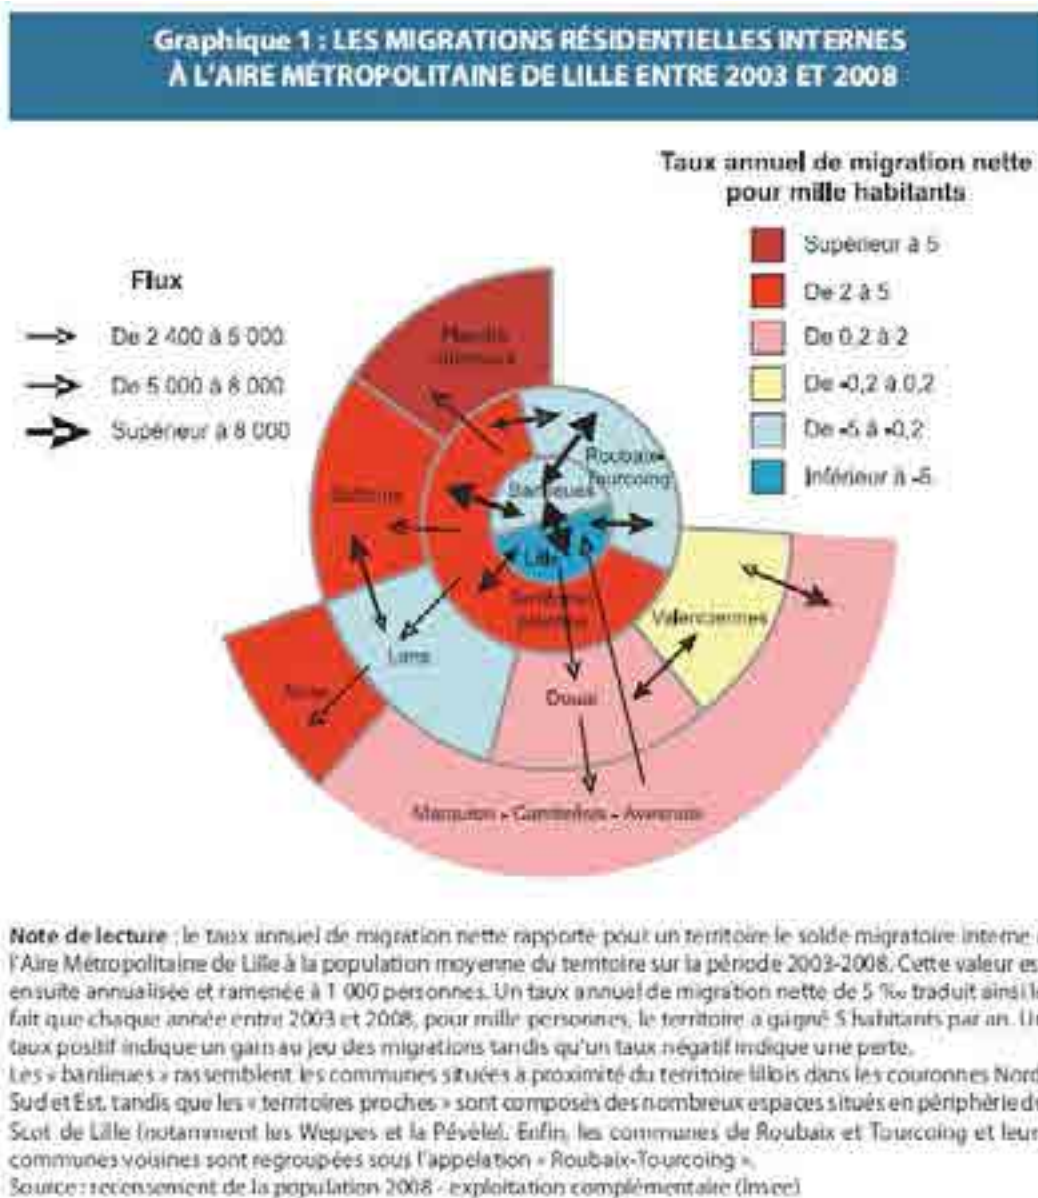 Graphique 1 : LES MIGRATIONS RÉSIDENTIELLES INTERNES
À L'AIRE MÉTROPOLITAINE DE LILLE ENTRE 2003 ET 2008
Taux annuel de migration nette
pour mille habitants
Supérieur à 5
De 2 à 5
De 0,2 à 2
De -0,2 à 0,2
De -5 à -0,2
Inférieur à -5
Flux
De 2 400 à 5 000
De 5 000 à 8 000
Supérieur à 8 000
Roubaix-
Tourcoing
Banlieues
Lille
Territoires
proches
Valenciennes
Béthune
Lens
Douai
Marquion - Cambrésis - Avesnois
Note de lecture : le taux annuel de migration nette rapporte pour un territoire le solde migratoire interne à
l'Aire Métropolitaine de Lille à la population moyenne du territoire sur la période 2003-2008. Cette valeur es
ensuite annualisée et ramenée à 1 000 personnes. Un taux annuel de migration nette de 5 ‰ traduit ainsi l
fait que chaque année entre 2003 et 2008, pour mille personnes, le territoire a gagné 5 habitants par an. U
taux positif indique un gain au jeu des migrations tandis qu'un taux négatif indique une perte.
Les « banlieues » rassemblent les communes situées à proximité du territoire lillois dans les couronnes Nord
Sud et Est, tandis que les « territoires proches » sont composés des nombreux espaces situés en périphérie d
Scot de Lille (notamment les Weppes et la Pévèle). Enfin, les communes de Roubaix et Tourcoing et leur
communes voisines sont regroupées sous l'appelation « Roubaix-Tourcoing ».
Source : recensement de la population 2008 - exploitation complémentaire (Insee)